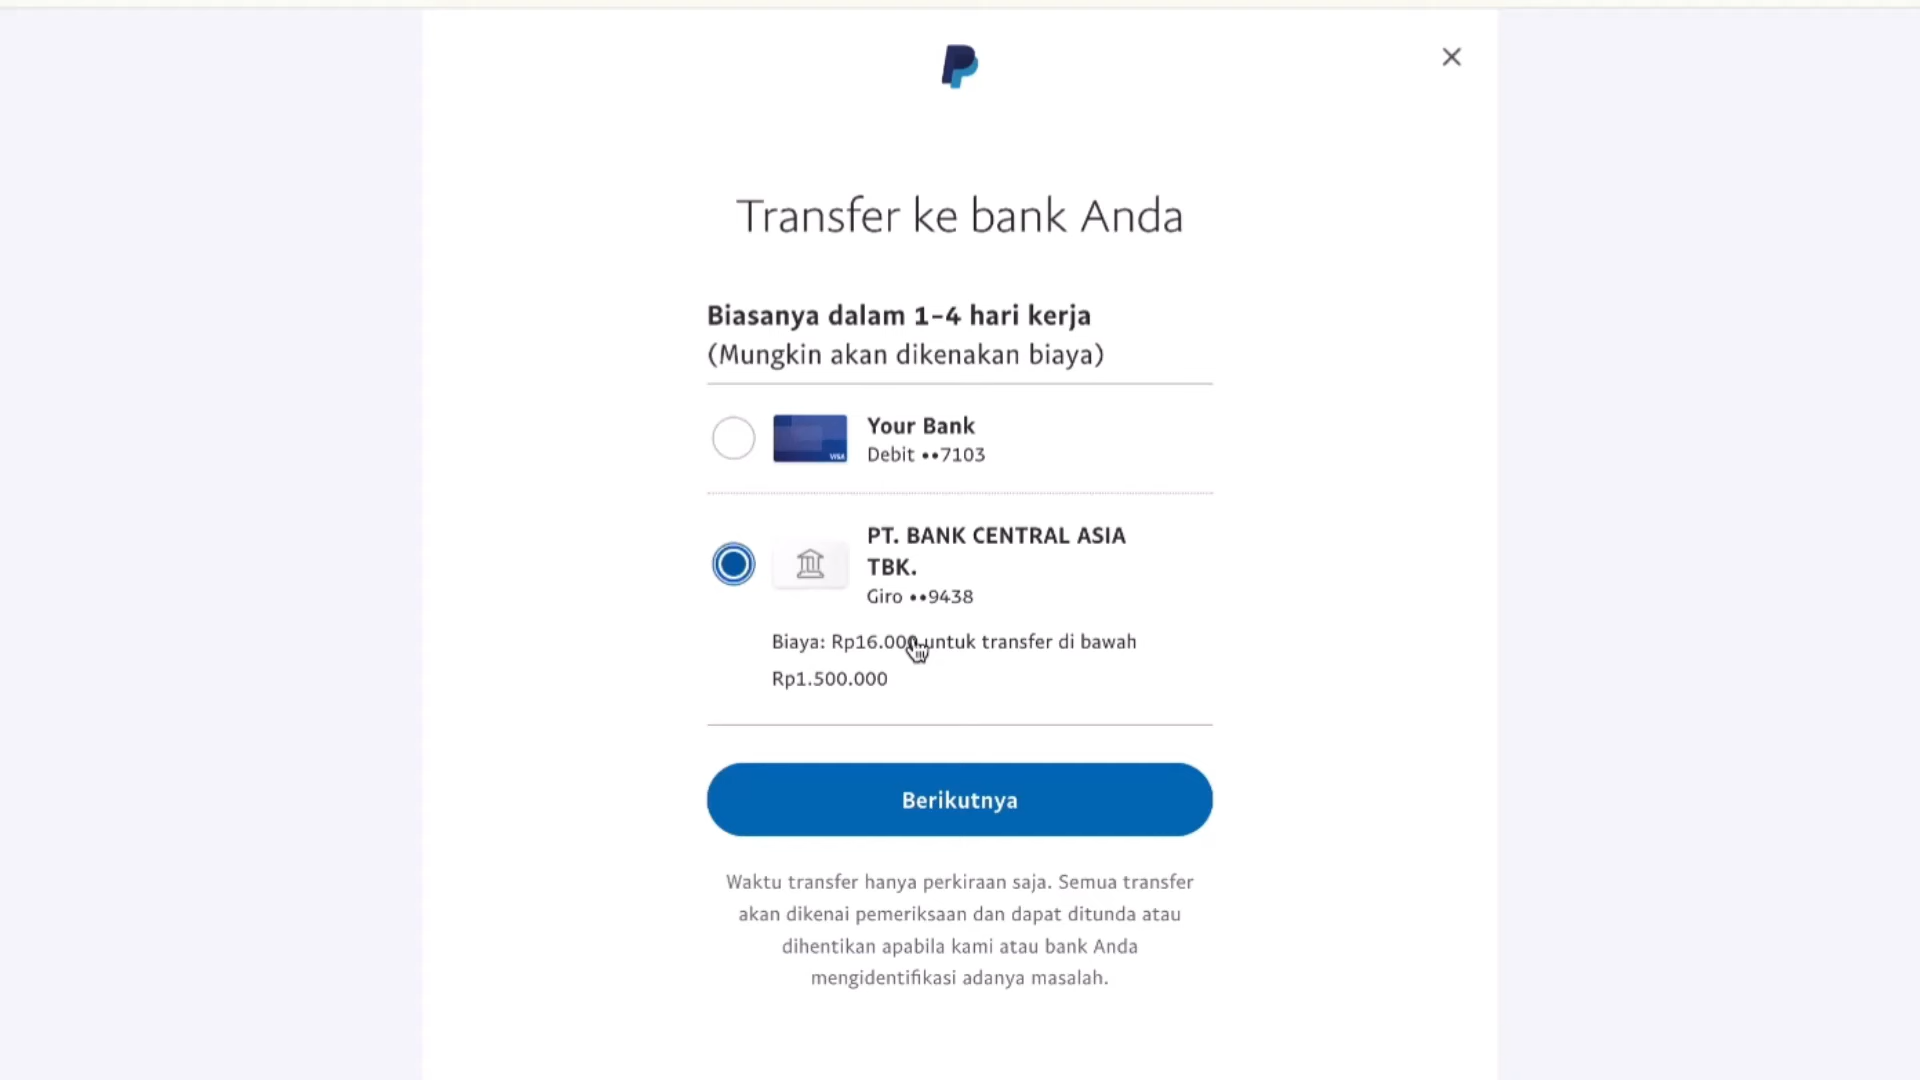 Transfer ke bank Anda
Biasanya dalam 1-4 hari kerja
(Mungkin akan dikenakan biaya)
Your Bank
VISA
Debit ••7103
PT. BANK CENTRAL ASIA
TBK.
Giro ••9438
Biaya: Rp16.000 untuk transfer di bawah
Rp1.500.000
Berikutnya
Waktu transfer hanya perkiraan saja. Semua transfer
akan dikenai pemeriksaan dan dapat ditunda atau
dihentikan apabila kami atau bank Anda
mengidentifikasi adanya masalah.